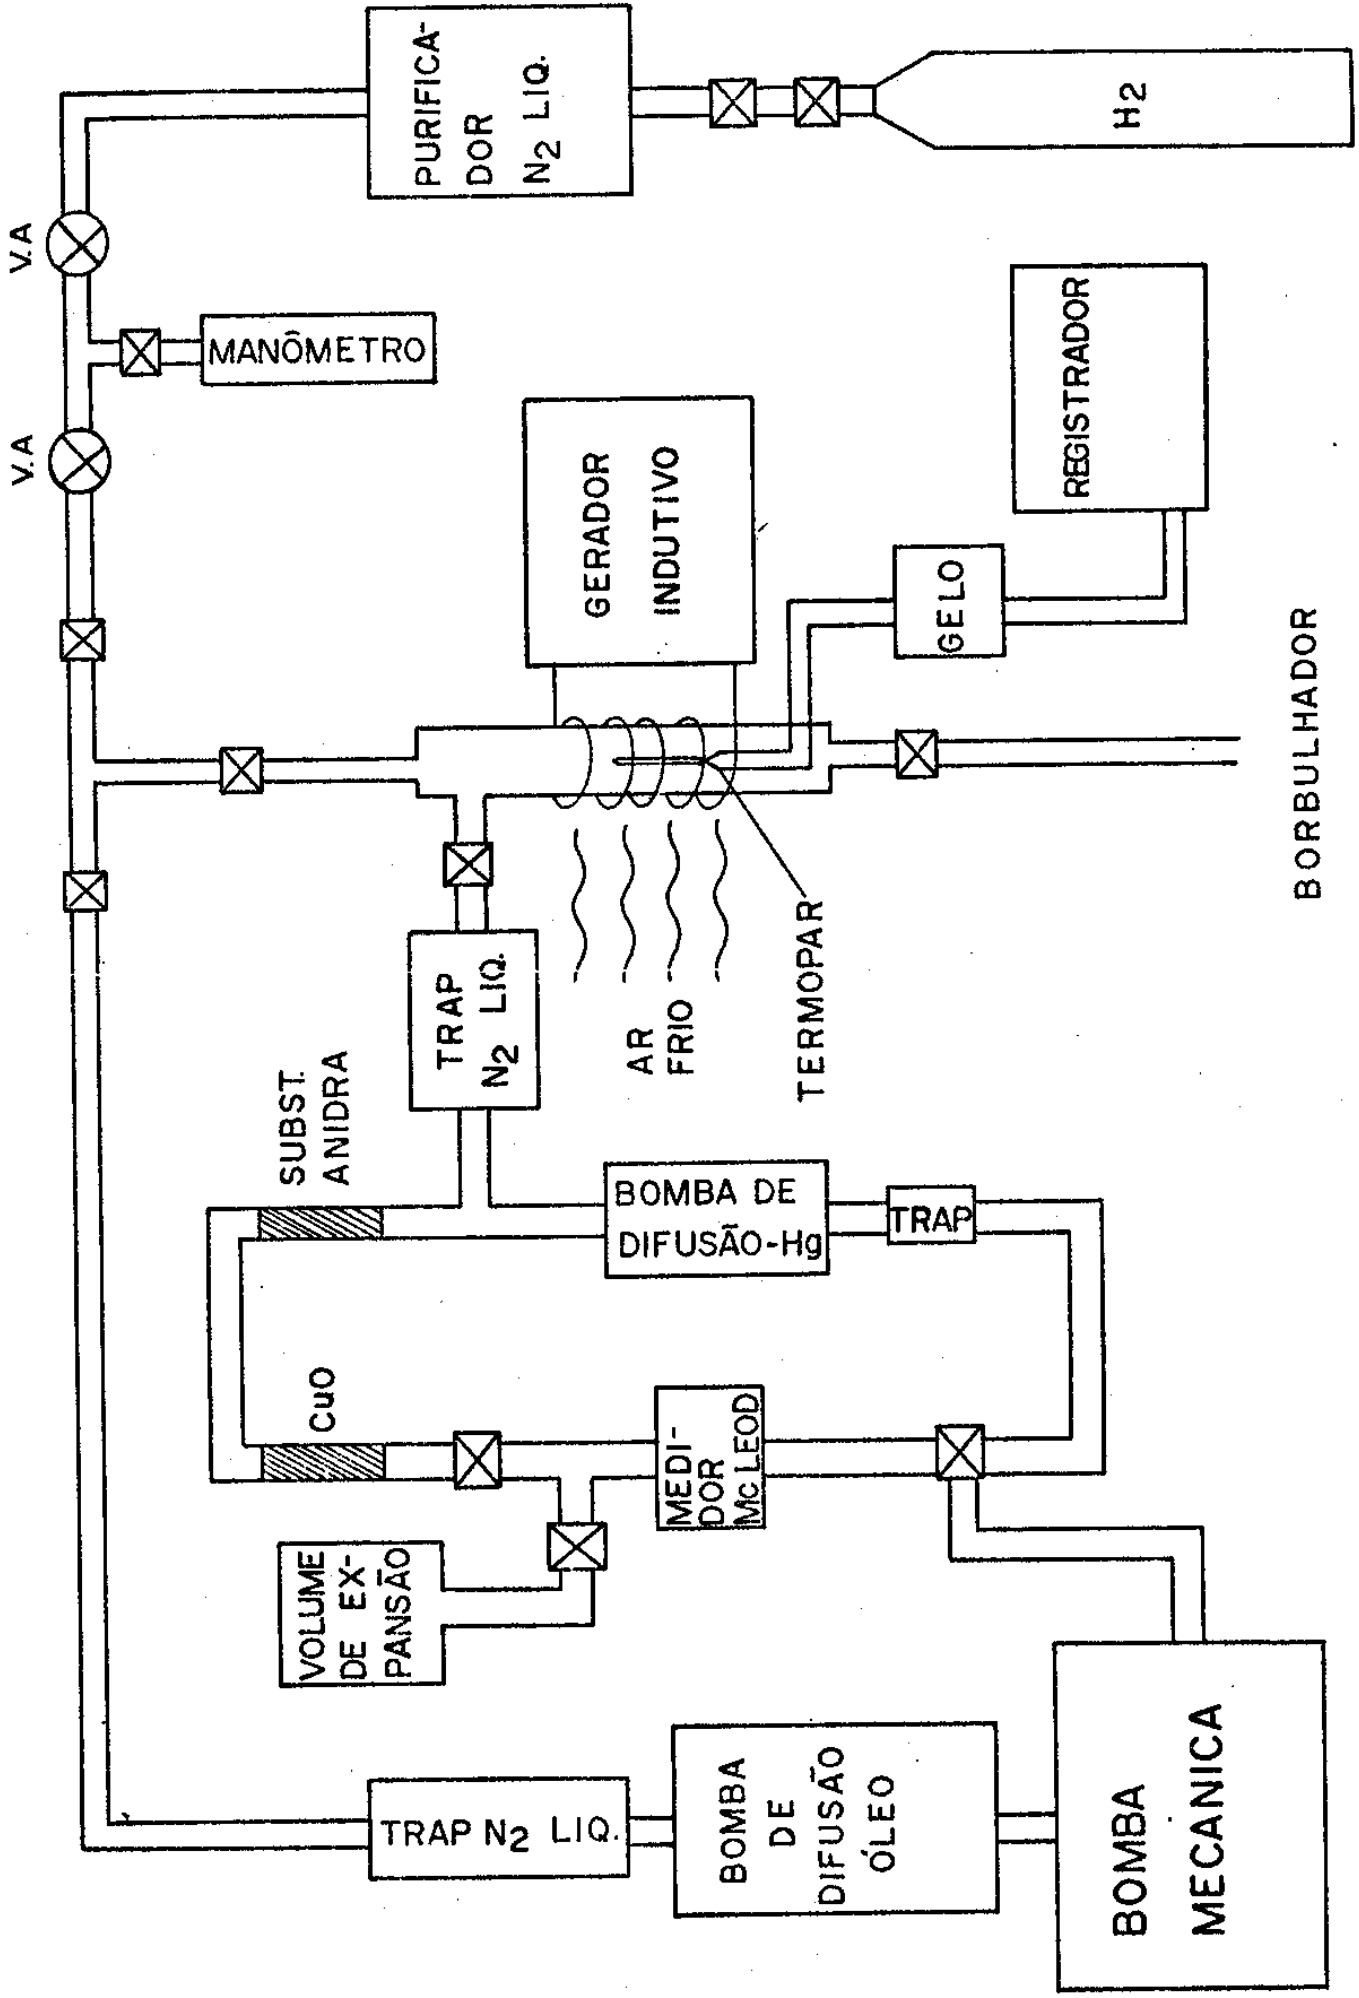 V.A
V.A
PURIFICA-
DOR
N2 LIQ.
H2
MANÔMETRO
GERADOR
INDUTIVO
REGISTRADOR
GELO
BORBULHADOR
TERMOPAR
AR
FRIO
TRAP
N2 LIQ.
SUBST.
ANIDRA
BOMBA DE
DIFUSÃO-Hg
TRAP
CuO
MEDI-
DOR
Mc LEOD
VOLUME
DE EX-
PANSÃO
TRAP N2 LIQ.
BOMBA
DE
DIFUSÃO
ÓLEO
BOMBA
MECANICA